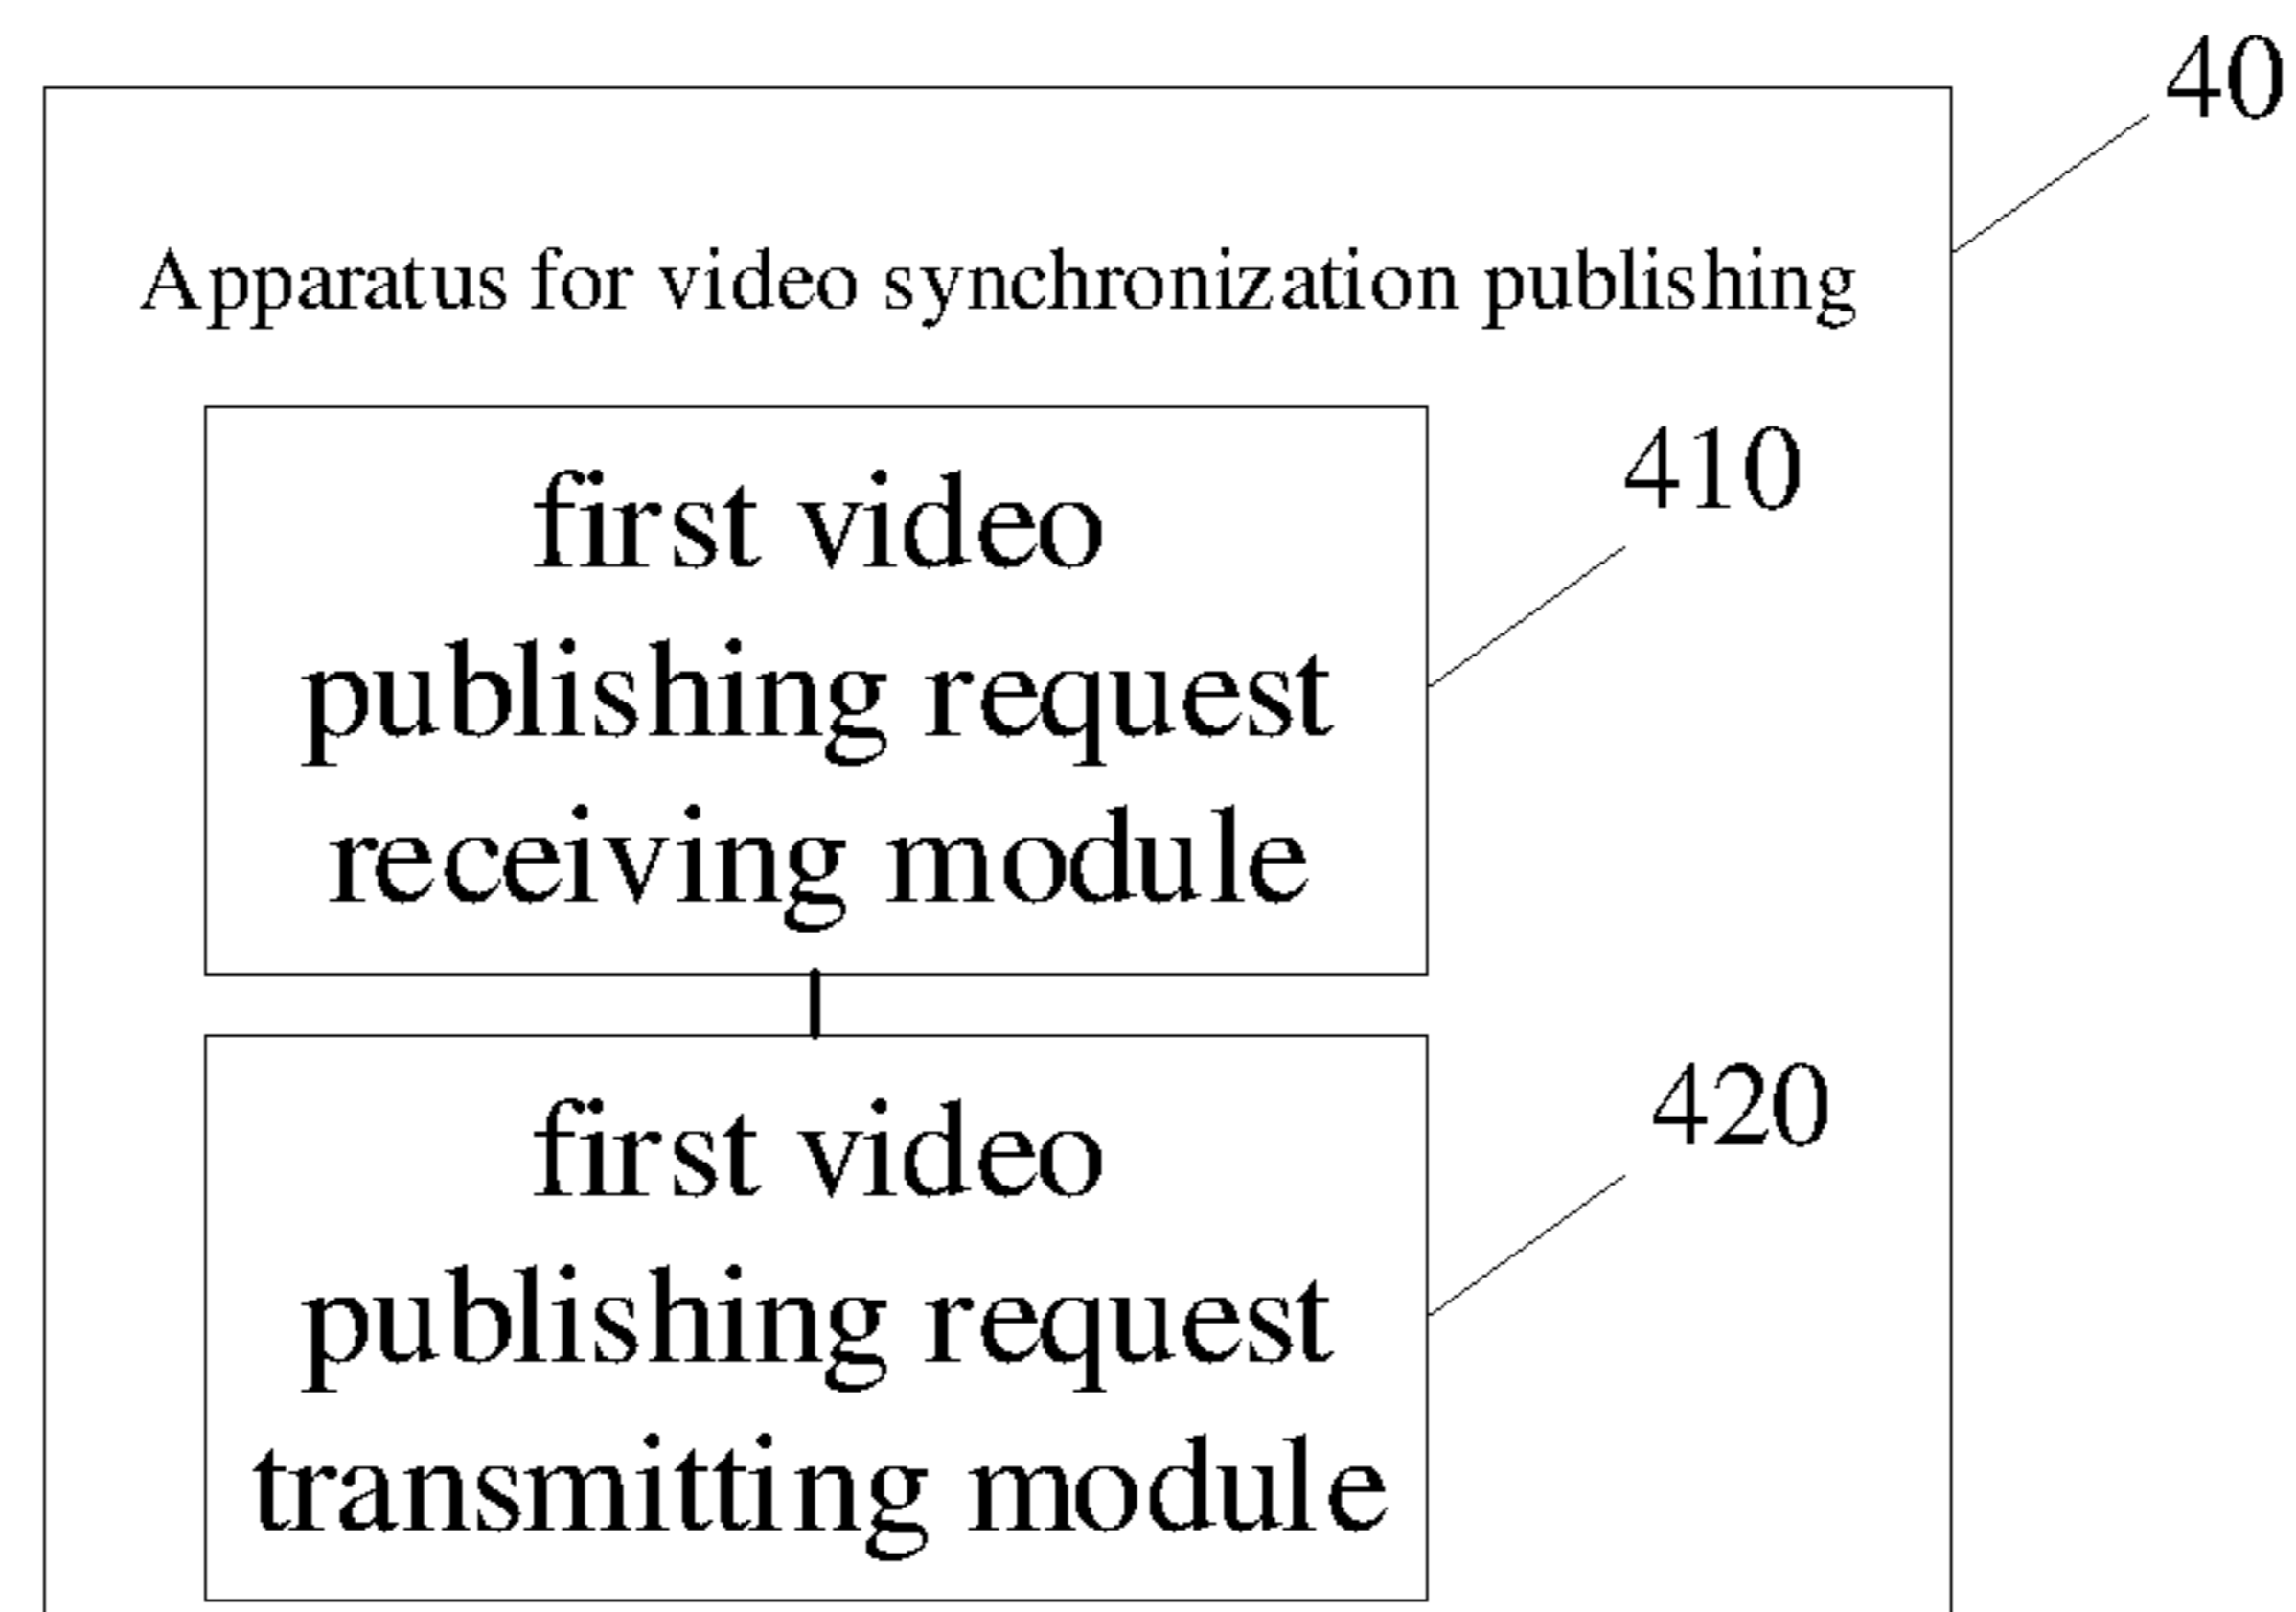 40
Apparatus for video synchronization publishing
410
first video
publishing request
receiving module
420
first video
publishing request
transmitting module